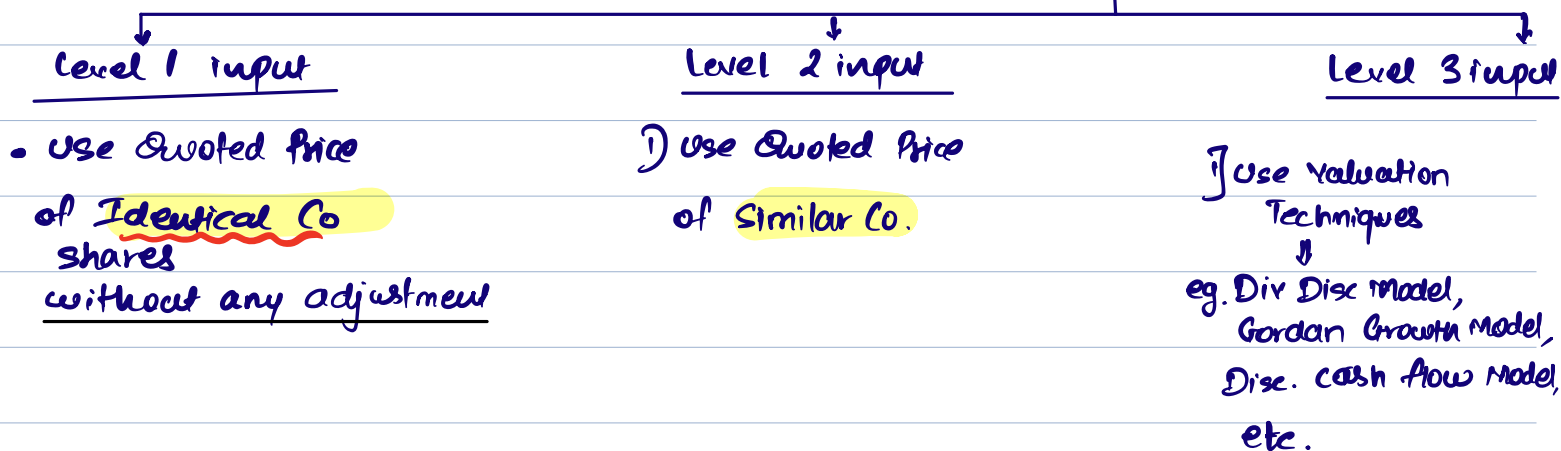 Level 1 input
• Use Quoted Price
of Identical Co
shares
without any adjustment
Level 2 input
1) Use Quoted Price
of Similar Co.
Level 3 input
1] Use Valuation
Techniques
eg. Div Disc Model,
Gordan Growth Model,
Disc. Cash flow Model,
etc.